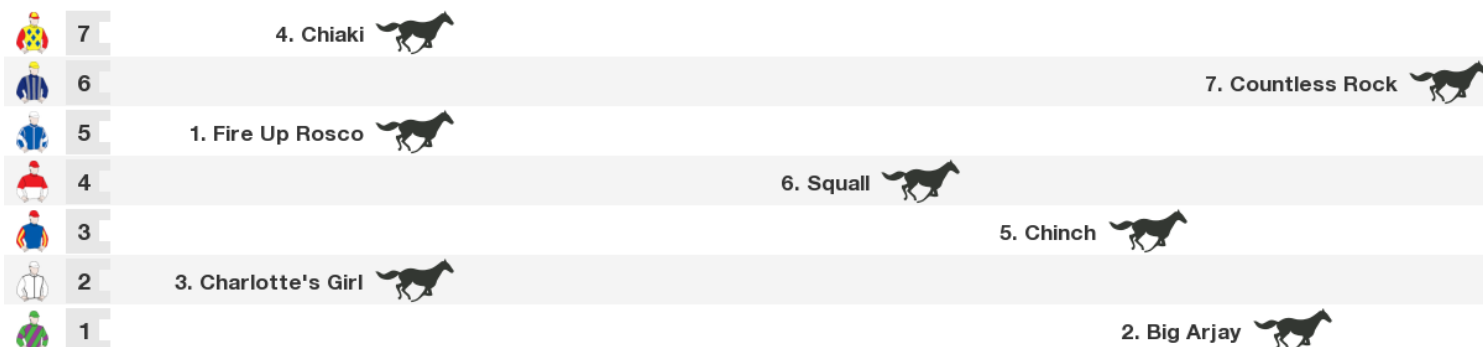 7 4. Chiaki
6 7. Countless Rock
5 1. Fire Up Rosco
4 6. Squall
3 5. Chinch
2 3. Charlotte's Girl
1 2. Big Arjay